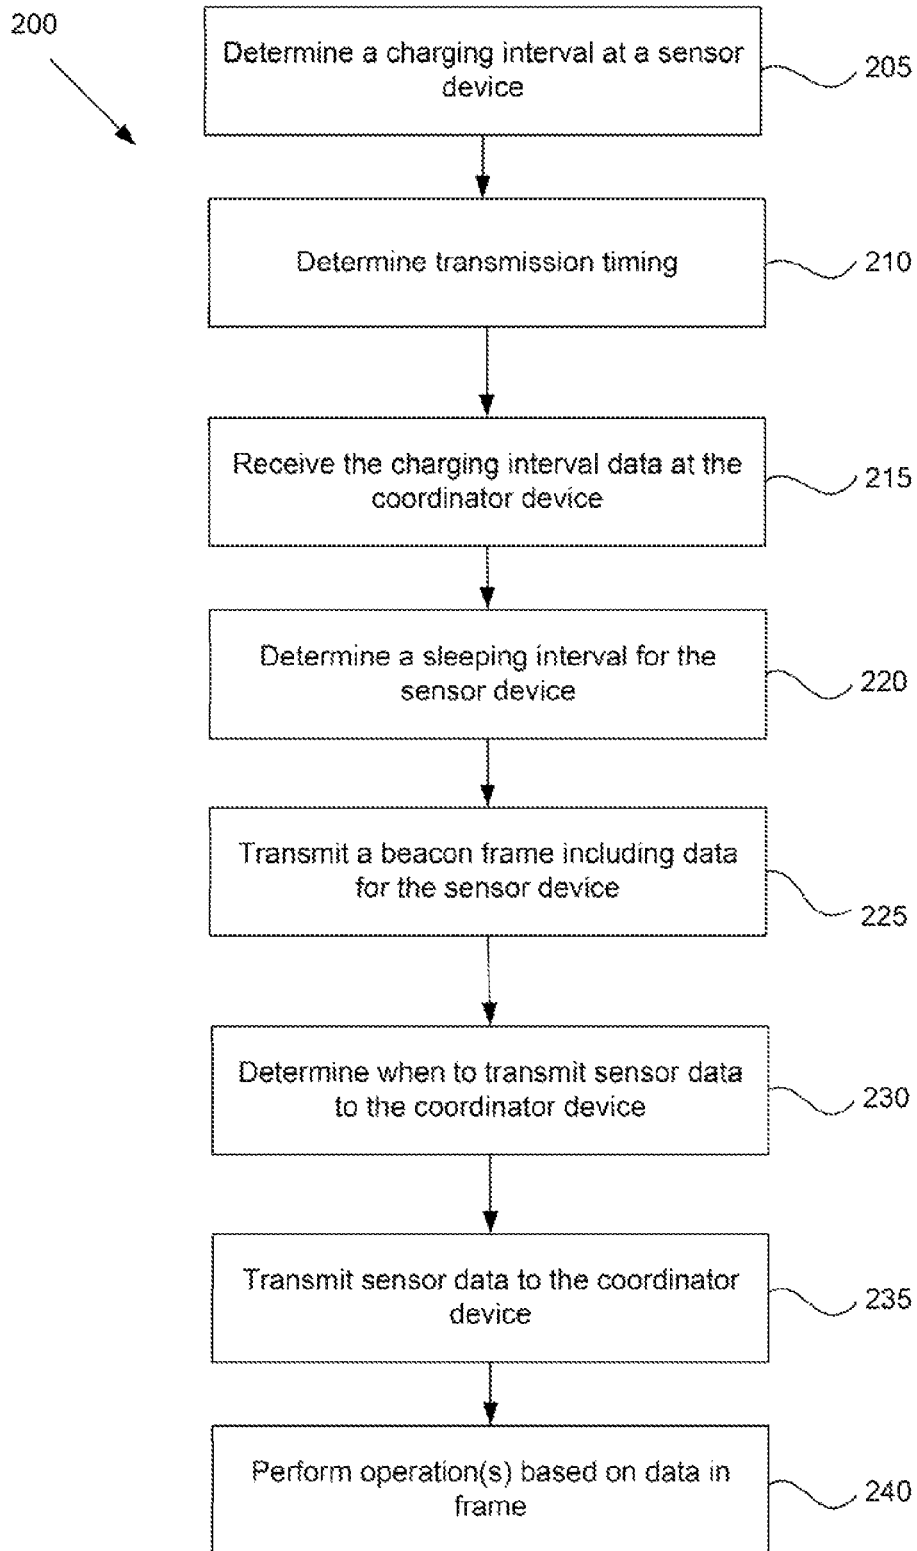 200
Determine a charging interval at a sensor
device
205
Determine transmission timing
210
Receive the charging interval data at the
coordinator device
215
Determine a sleeping interval for the
sensor device
220
Transmit a beacon frame including data
for the sensor device
225
Determine when to transmit sensor data
to the coordinator device
230
Transmit sensor data to the coordinator
device
235
Perform operation(s) based on data in
frame
240